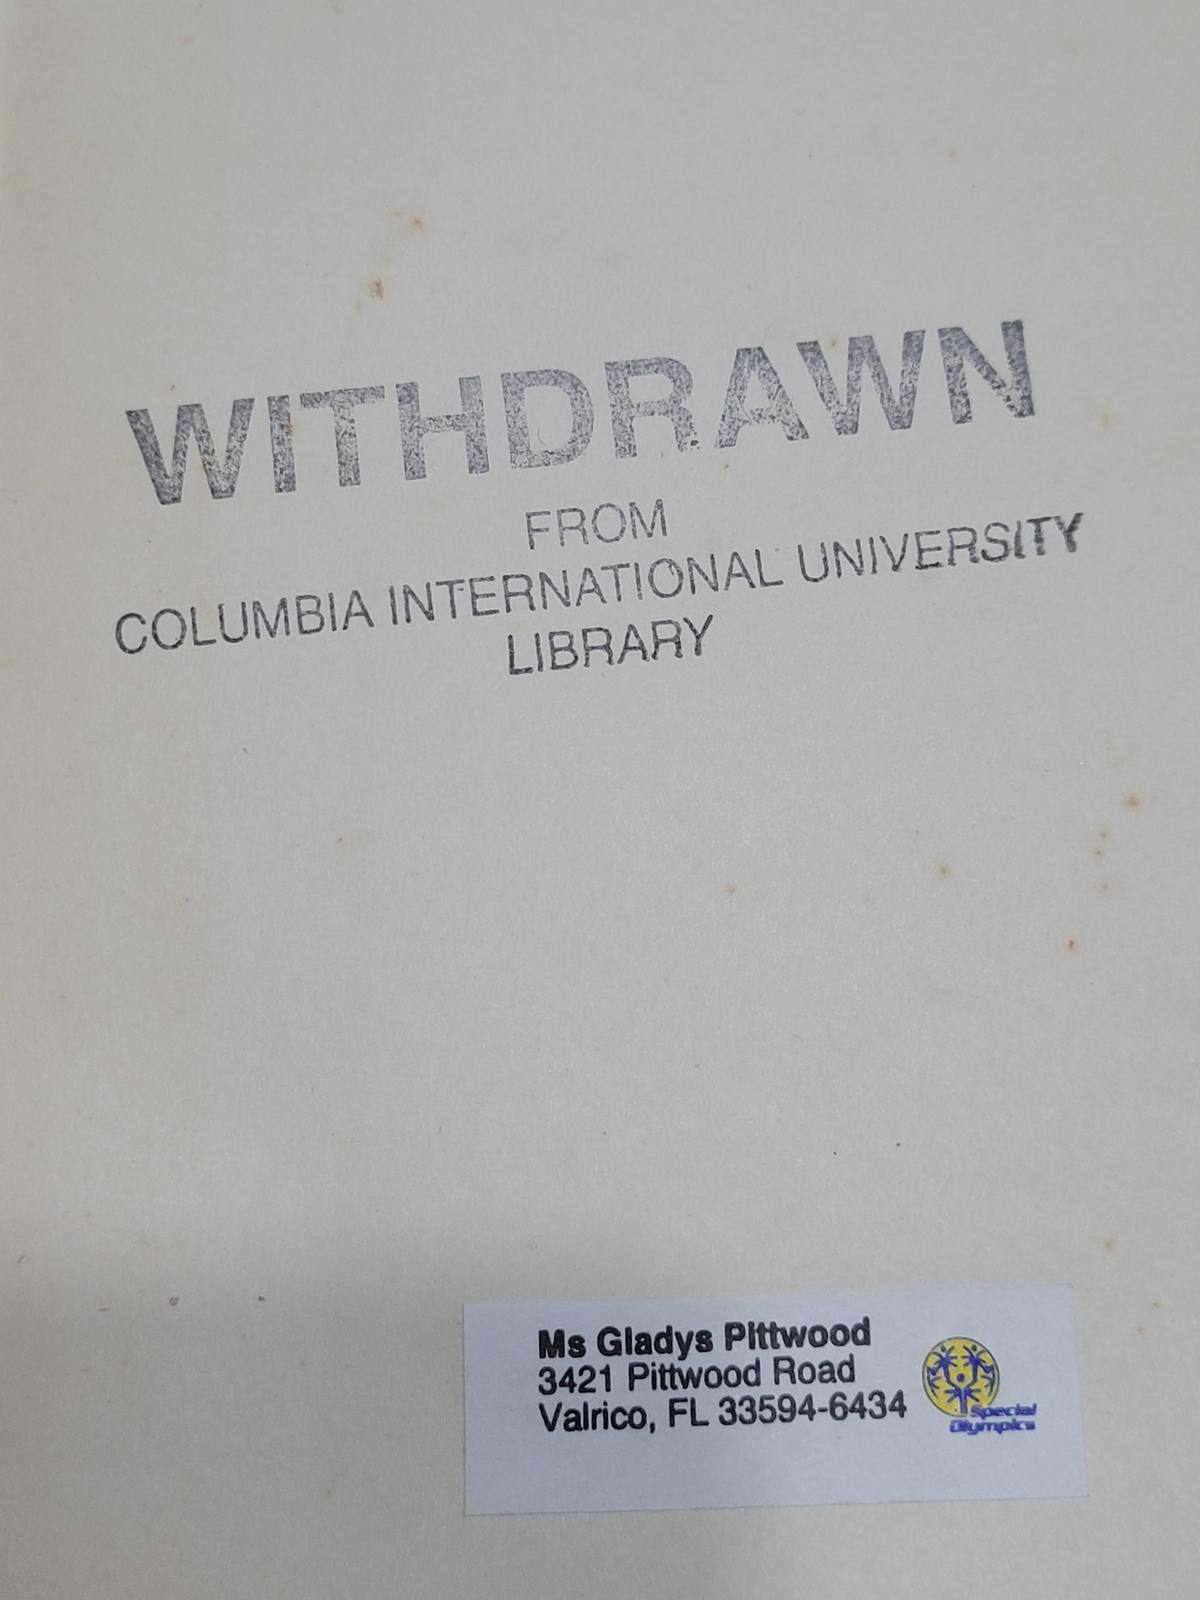 WITHDRAWN
FROM
COLUMBIA INTERNATIONAL UNIVERSITY
LIBRARY
Ms Gladys Pittwood
3421 Pittwood Road
Valrico, FL 33594-6434
Special
Olympics